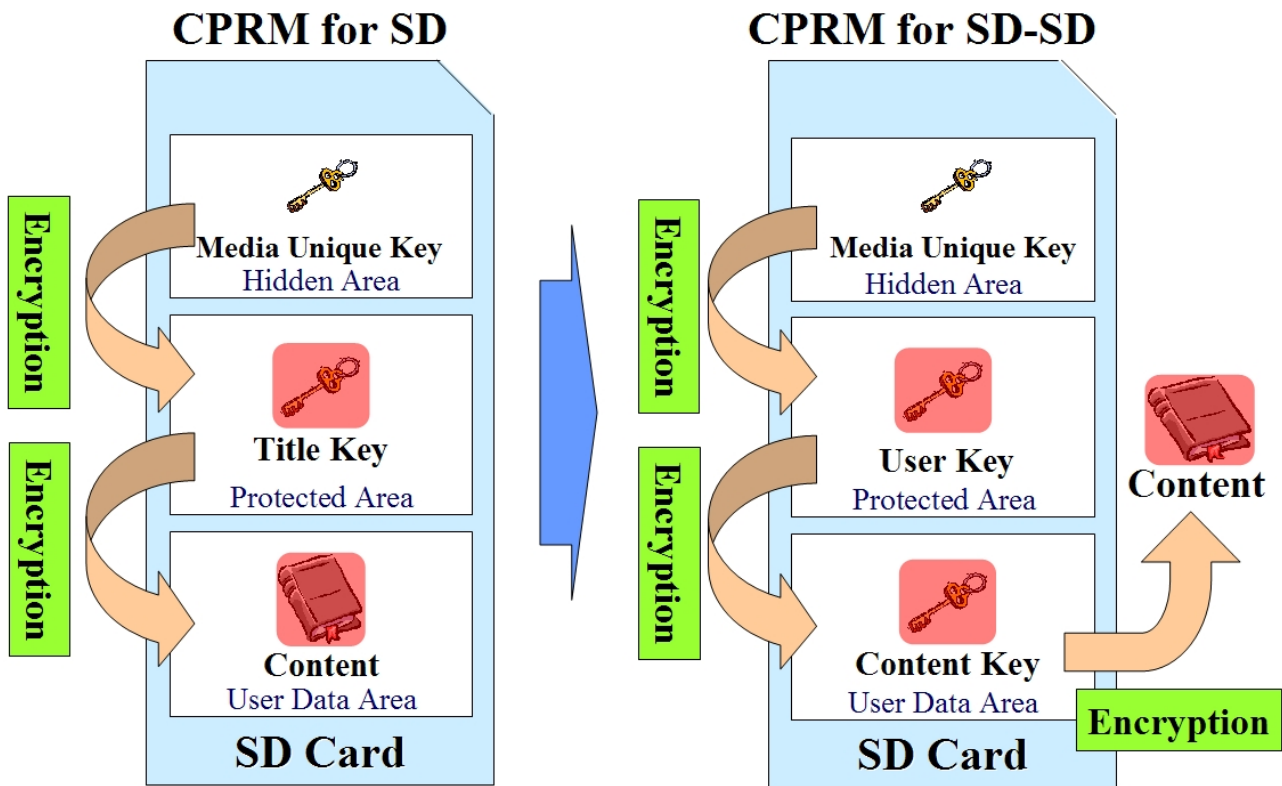 CPRM for SD
Encryption
Media Unique Key
Hidden Area
Title Key
Protected Area
Encryption
Content
User Data Area
SD Card
CPRM for SD-SD
Encryption
Media Unique Key
Hidden Area
User Key
Protected Area
Encryption
Content Key
User Data Area
SD Card
Content
Encryption